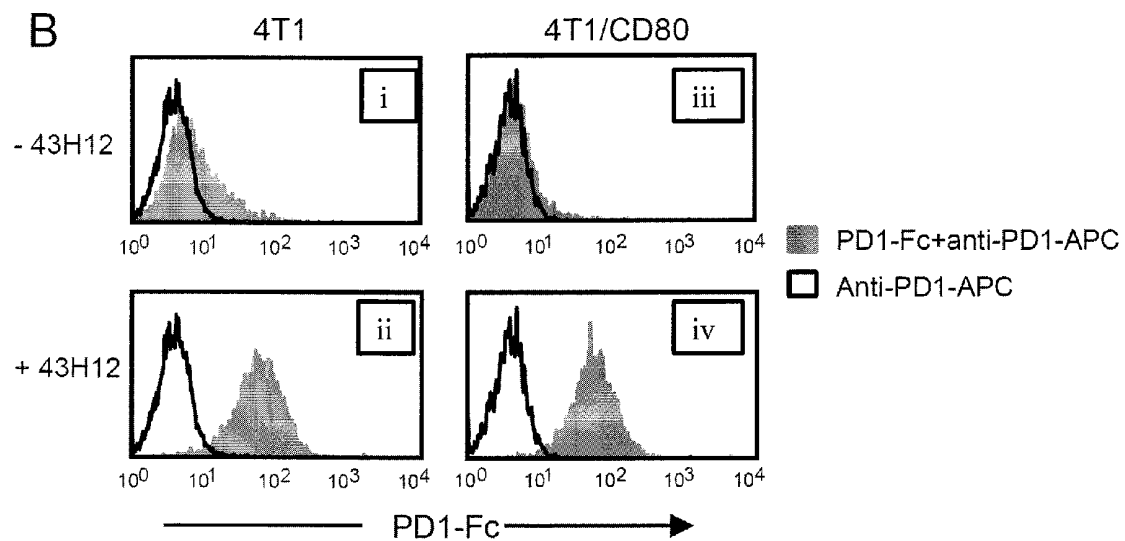 B
4T1
4T1/CD80
- 43H12
i
iii
10^0 10^1 10^2 10^3 10^4
10^0 10^1 10^2 10^3 10^4
PD1-Fc+anti-PD1-APC
Anti-PD1-APC
+ 43H12
ii
iv
10^0 10^1 10^2 10^3 10^4
10^0 10^1 10^2 10^3 10^4
PD1-Fc